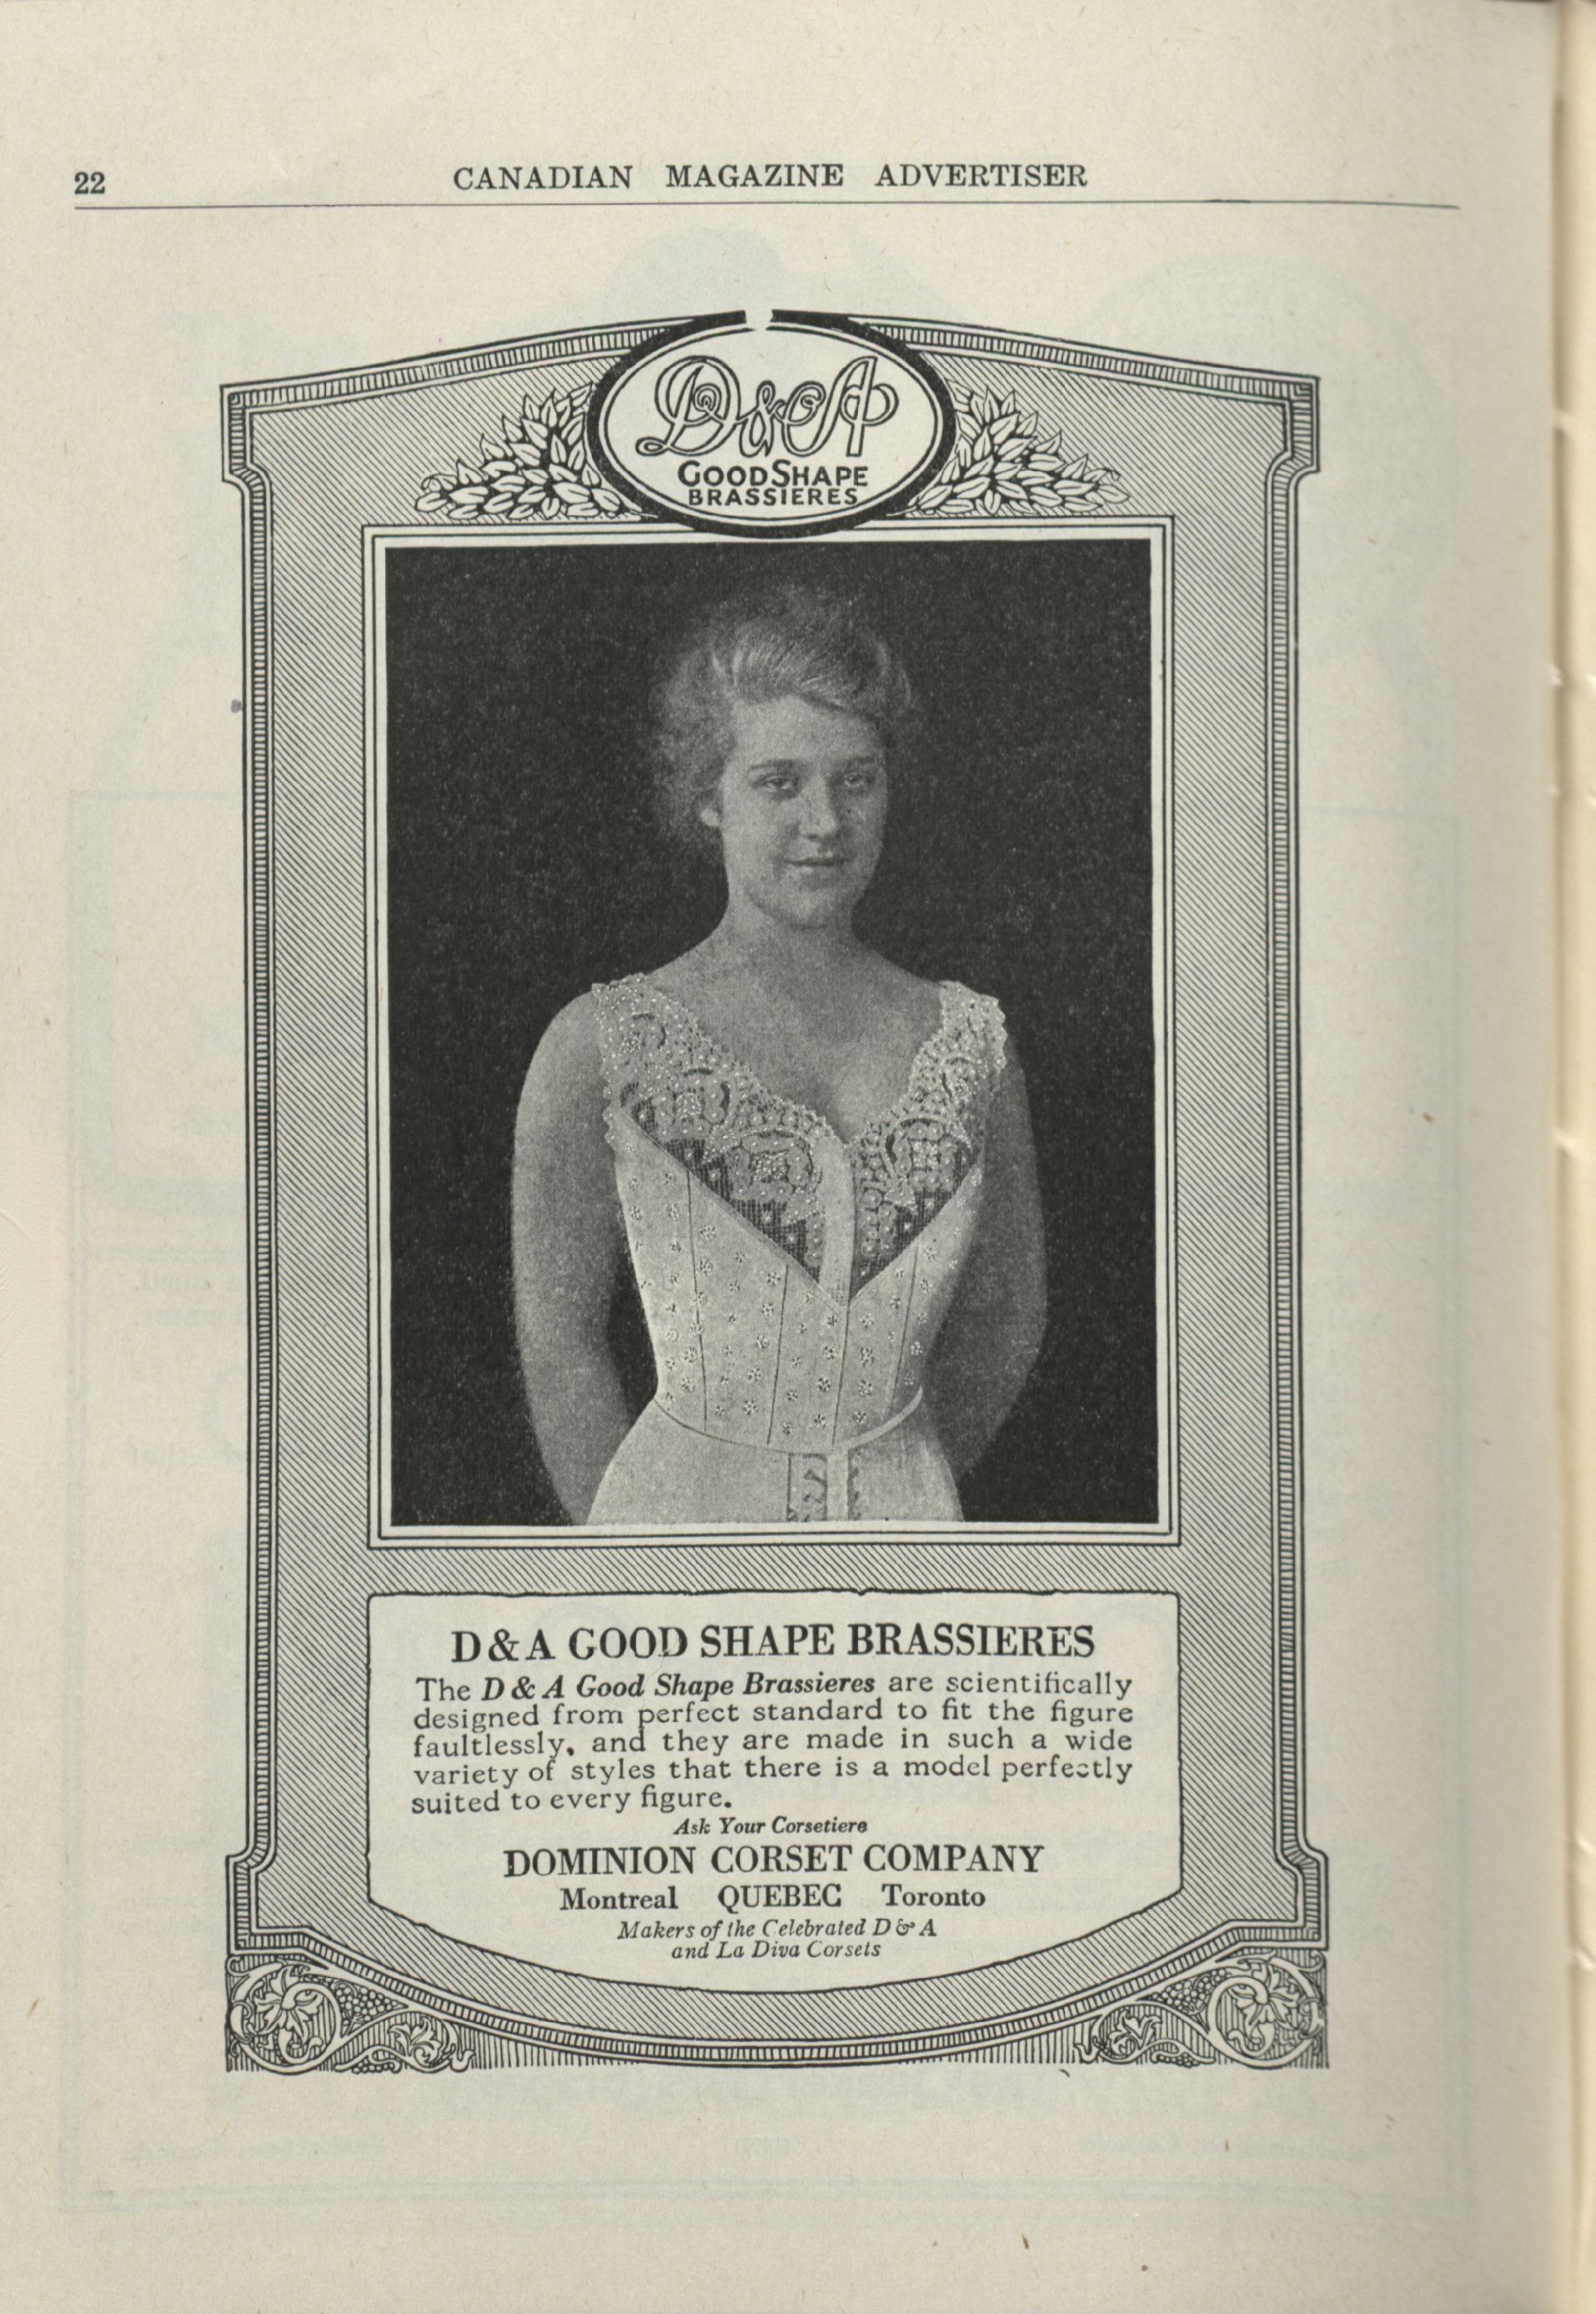 22
CANADIAN MAGAZINE ADVERTISER
D&A
GOOD SHAPE
BRASSIERES
D & A GOOD SHAPE BRASSIERES
The D & A Good Shape Brassieres are scientifically
designed from perfect standard to fit the figure
faultlessly, and they are made in such a wide
variety of styles that there is a model perfectly
suited to every figure.
Ask Your Corsetiere
DOMINION CORSET COMPANY
Montreal QUEBEC Toronto
Makers of the Celebrated D & A
and La Diva Corsets